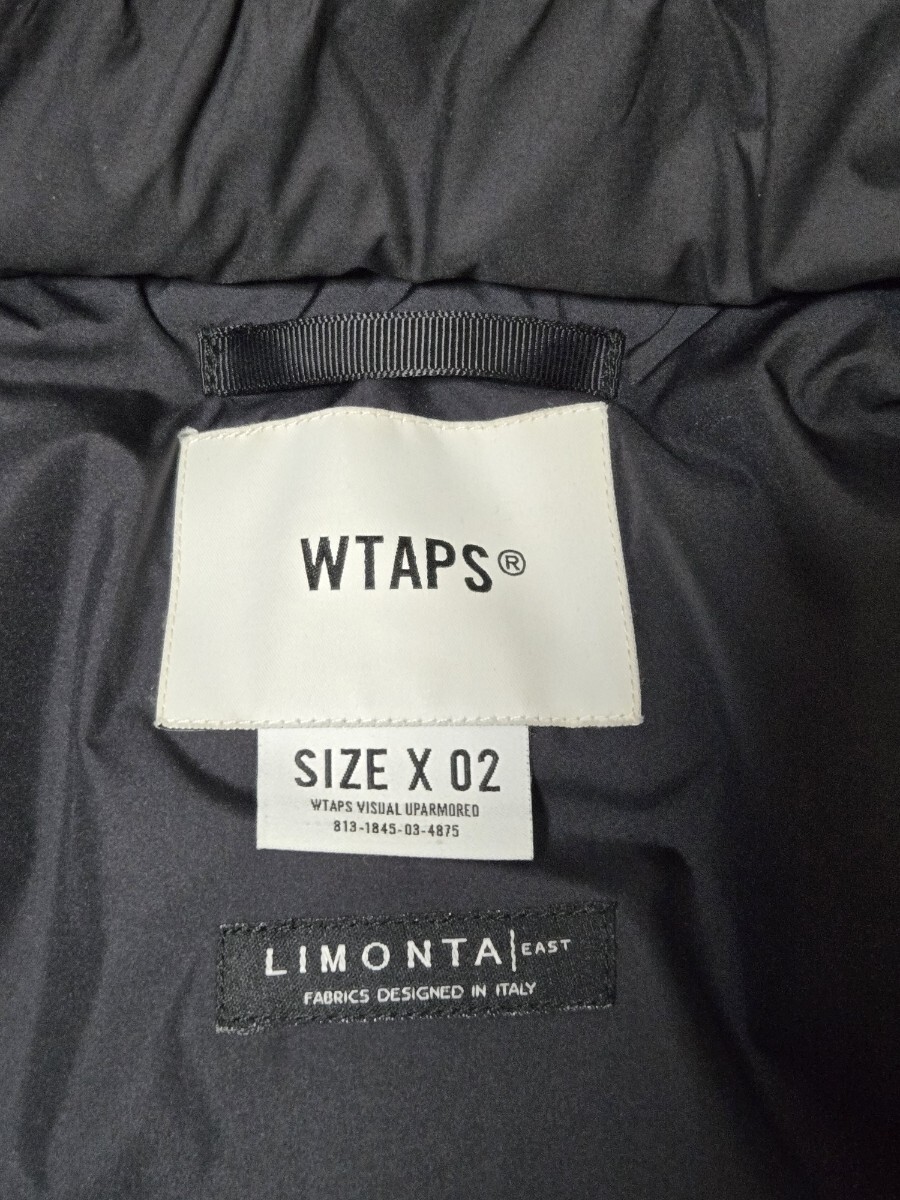 WTAPS®
SIZE X 02
WTAPS VISUAL UPARMORED
813-1845-03-4875
LIMONTA|EAST
FABRICS DESIGNED IN ITALY